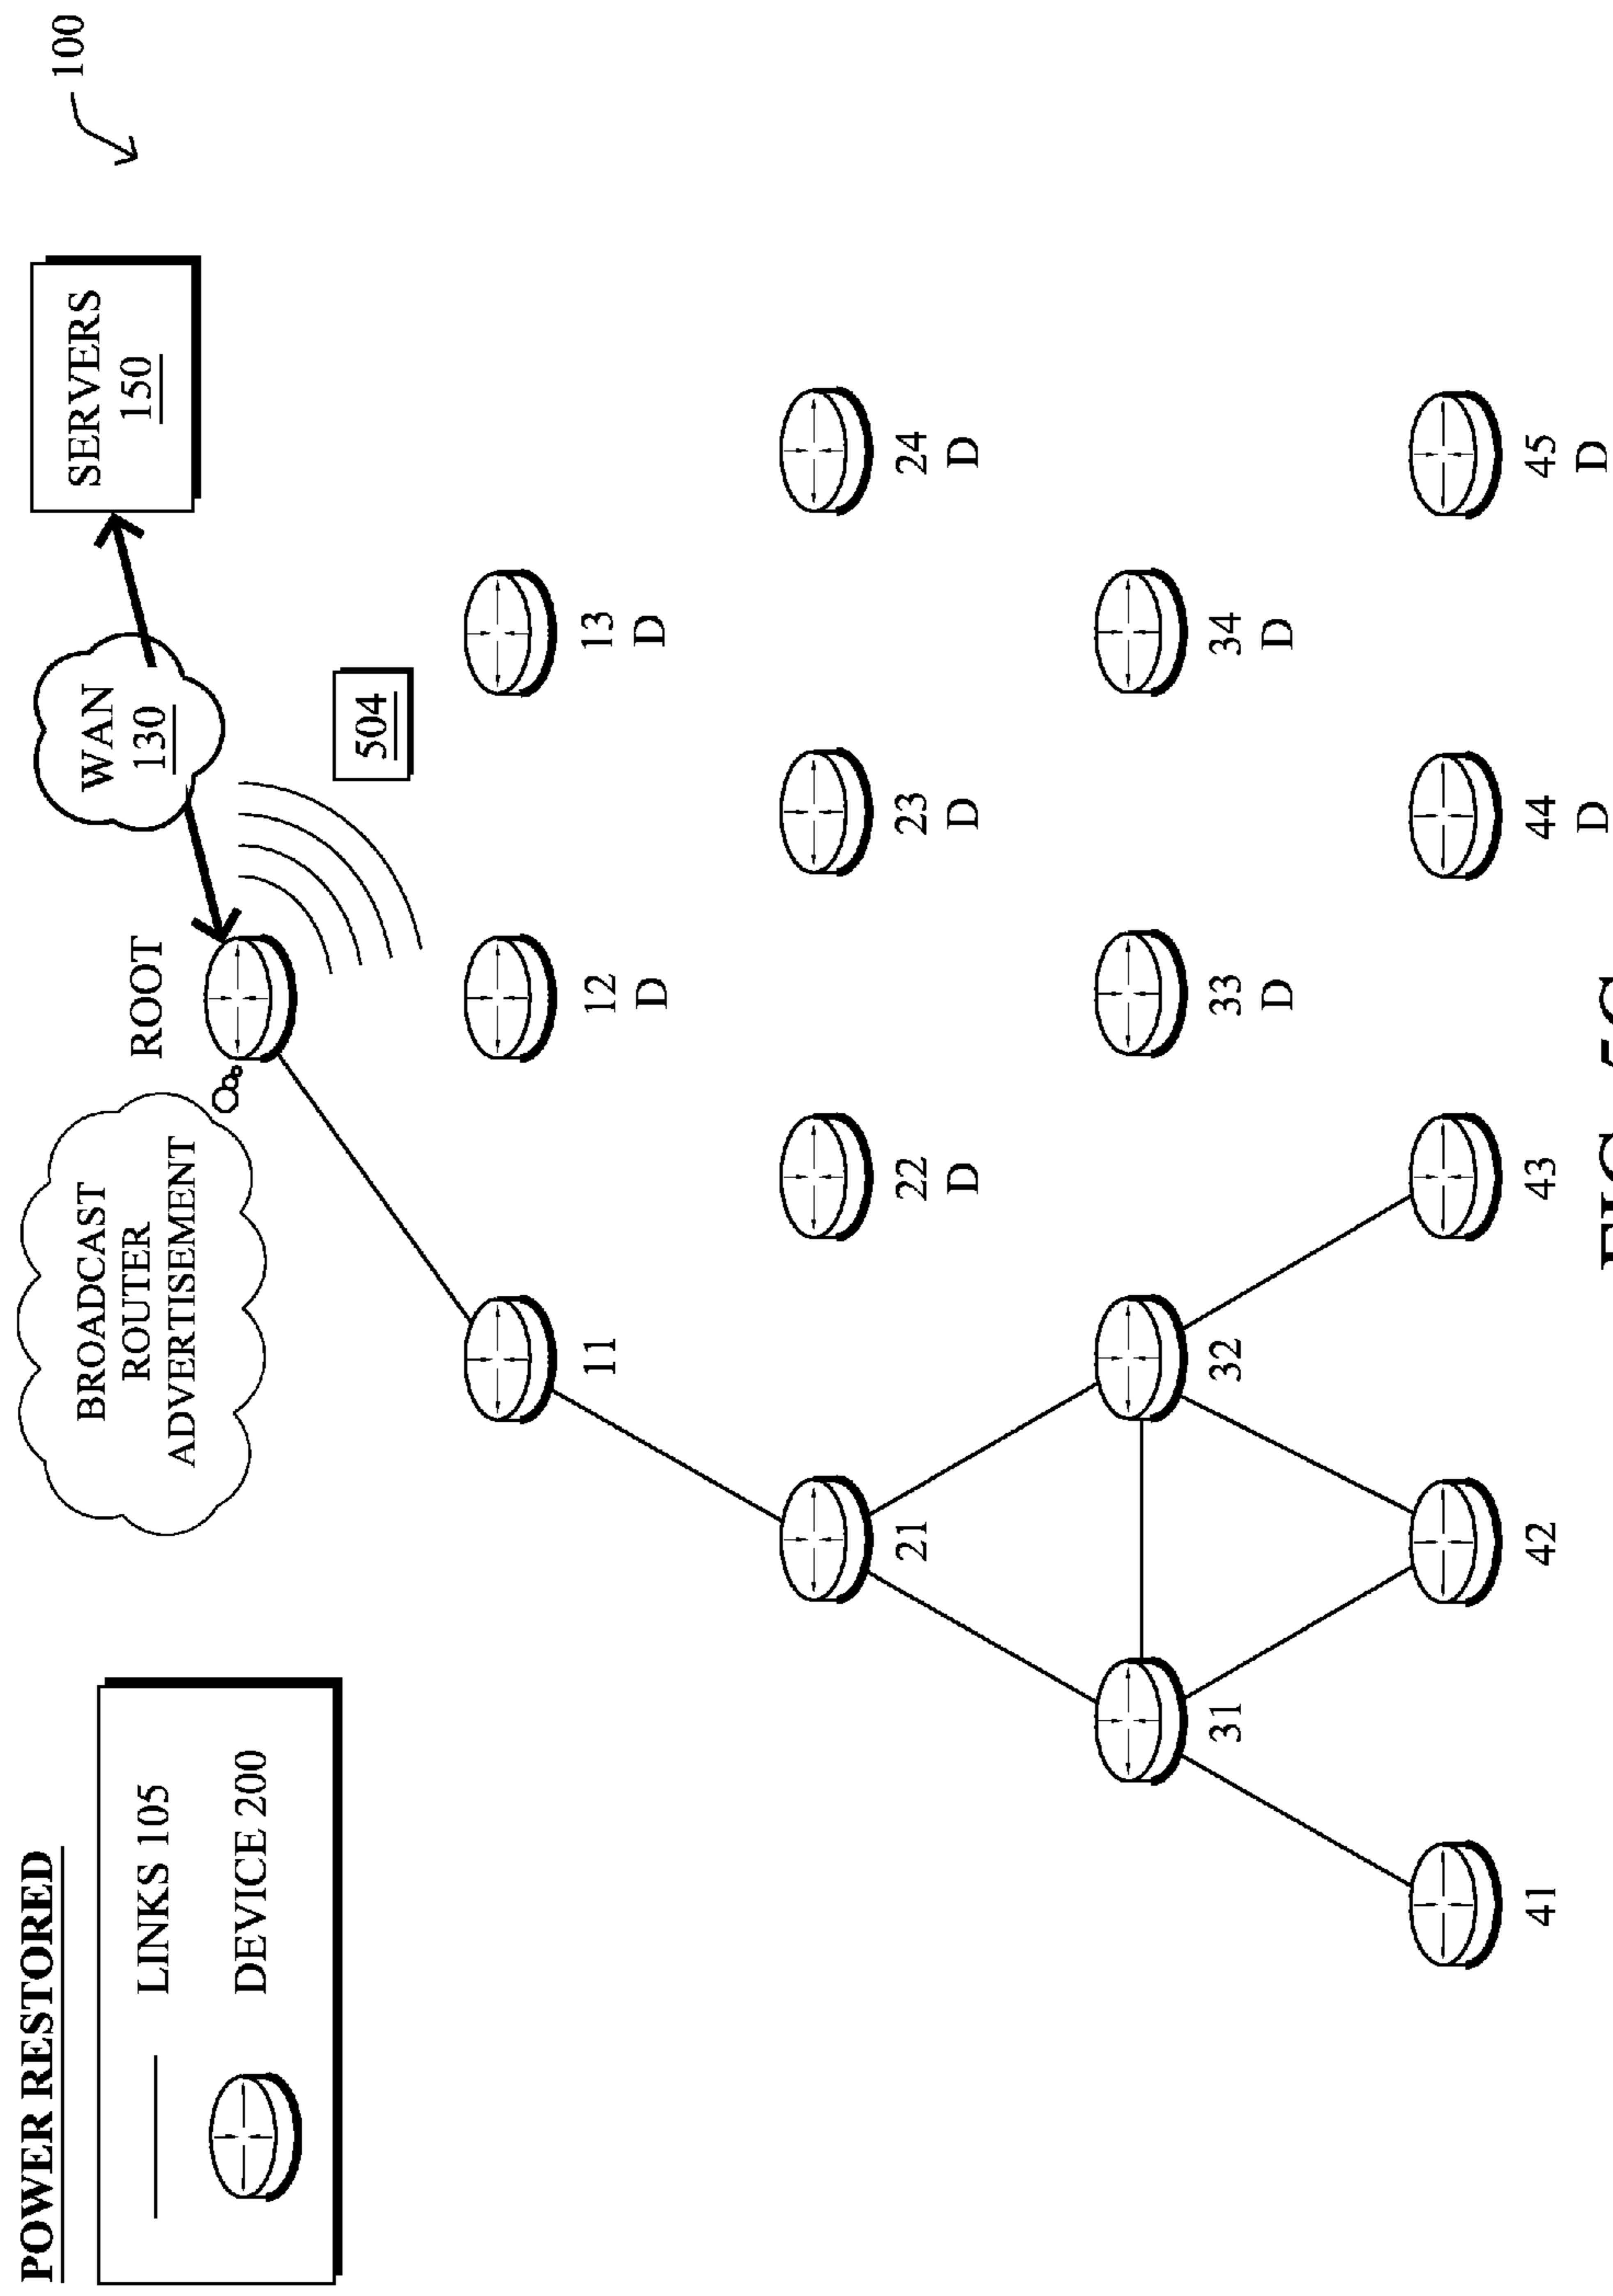 POWER RESTORED
LINKS 105
DEVICE 200
BROADCAST
ROUTER
ADVERTISEMENT
ROOT
WAN
130
SERVERS
150
100
504
11
12
D
13
D
21
22
D
23
D
24
D
31
32
33
D
34
D
41
42
43
44
D
45
D